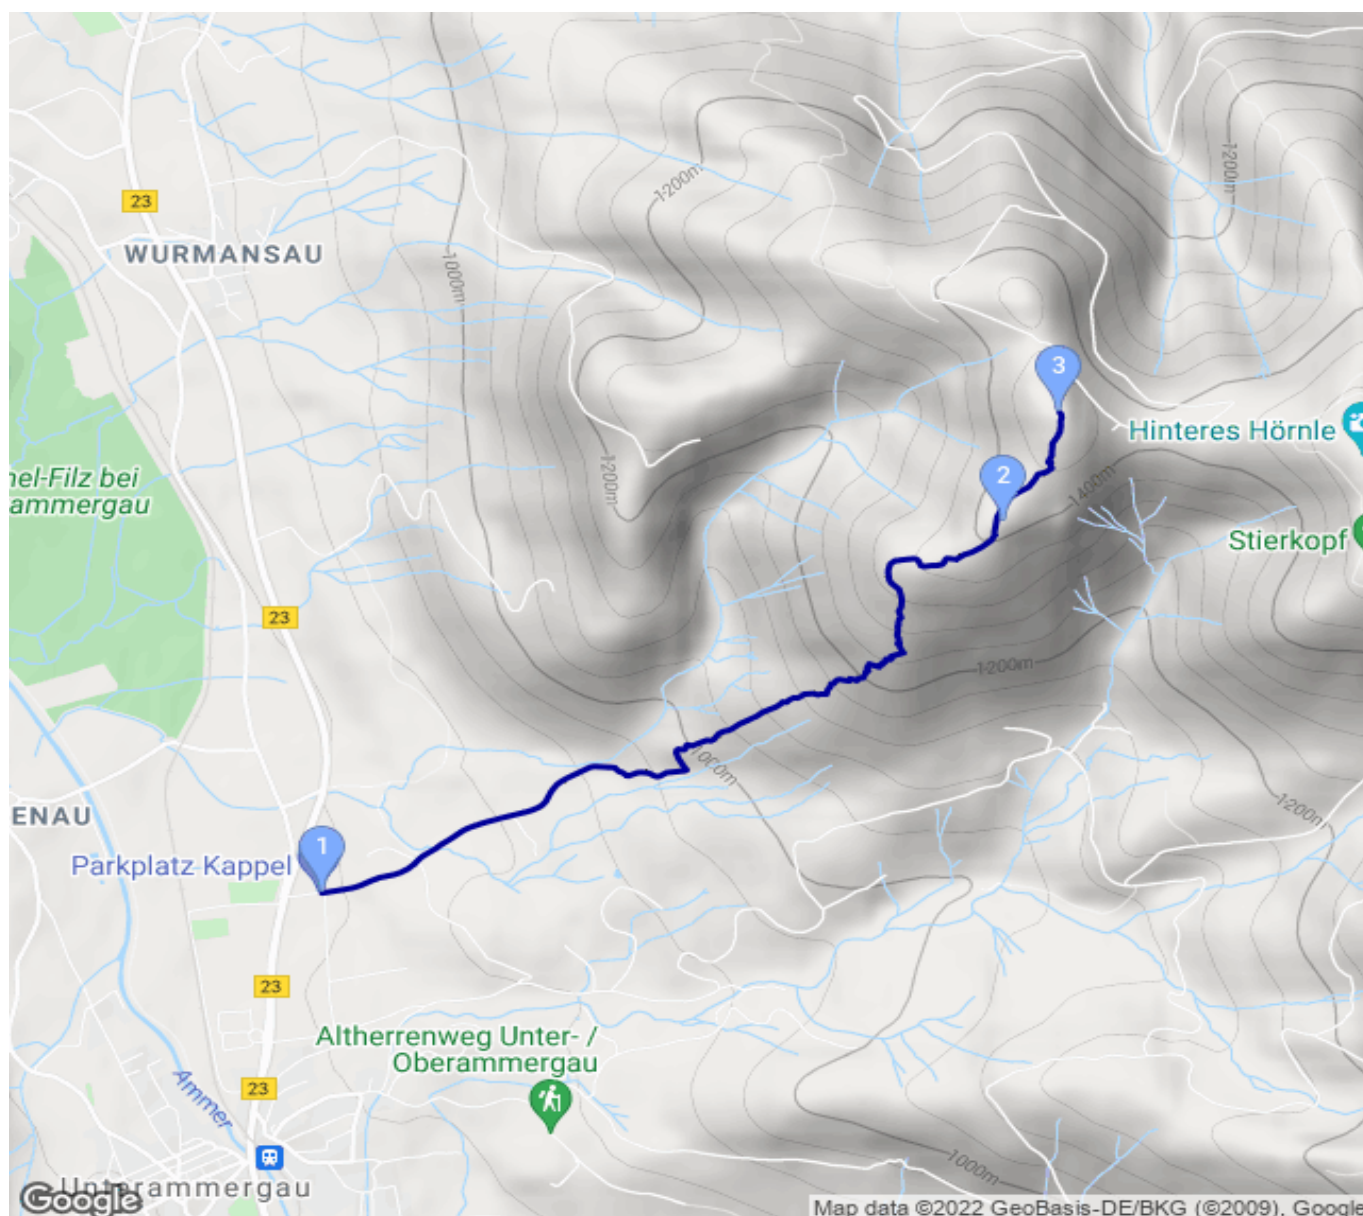 1200m
1200m
23
WURMANSAU
1000m
3
Hinteres Hörnle
nel-Filz bei
ammergau
1200m
2
1400m
Stierkopf
23
1200m
1000m
1200m
ENAU
1
Parkplatz Kappel
23
Altherrenweg Unter- /
Oberammergau
23
Ammer
1000m
Unterammergau
Google
Map data ©2022 GeoBasis-DE/BKG (©2009), Google